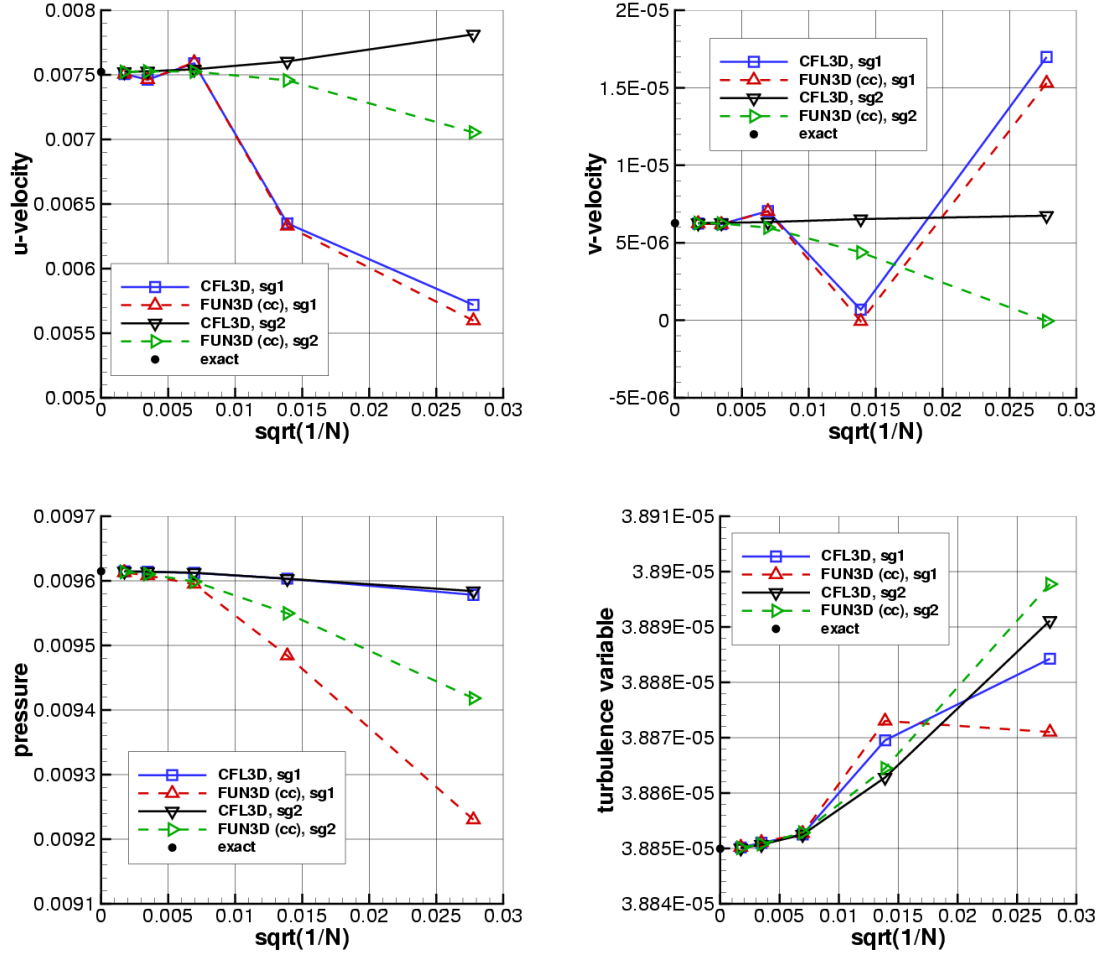 0.008
0.0075
0.007
0.0065
0.006
0.0055
0.005
u-velocity
CFL3D, sg1
FUN3D (cc), sg1
CFL3D, sg2
FUN3D (cc), sg2
exact
0 0.005 0.01 0.015 0.02 0.025 0.03
sqrt(1/N)
2E-05
1.5E-05
1E-05
5E-06
0
-5E-06
v-velocity
CFL3D, sg1
FUN3D (cc), sg1
CFL3D, sg2
FUN3D (cc), sg2
exact
0 0.005 0.01 0.015 0.02 0.025 0.03
sqrt(1/N)
0.0097
0.0096
0.0095
0.0094
0.0093
0.0092
0.0091
pressure
CFL3D, sg1
FUN3D (cc), sg1
CFL3D, sg2
FUN3D (cc), sg2
exact
0 0.005 0.01 0.015 0.02 0.025 0.03
sqrt(1/N)
3.891E-05
3.89E-05
3.889E-05
3.888E-05
3.887E-05
3.886E-05
3.885E-05
3.884E-05
turbulence variable
CFL3D, sg1
FUN3D (cc), sg1
CFL3D, sg2
FUN3D (cc), sg2
exact
0 0.005 0.01 0.015 0.02 0.025 0.03
sqrt(1/N)